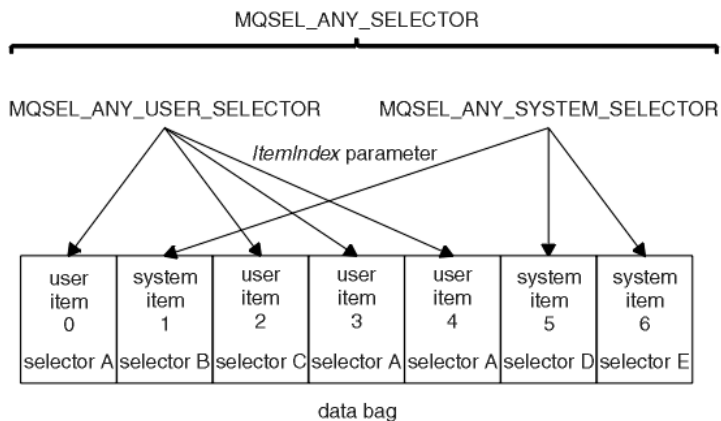 MQSEL_ANY_SELECTOR
MQSEL_ANY_USER_SELECTOR MQSEL_ANY_SYSTEM_SELECTOR
ItemIndex parameter
user system user user user system system
item item item item item item item
0 1 2 3 4 5 6
selector A selector B selector C selector A selector A selector D selector E
data bag